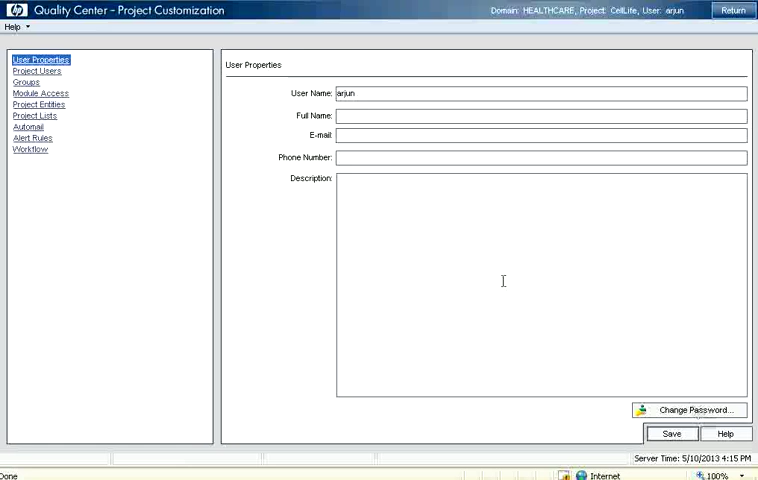 hp Quality Center - Project Customization
Domain: HEALTHCARE, Project: CellLife, User: arjun
Return
Help
User Properties
Project Users
Groups
Module Access
Project Entities
Project Lists
Automail
Alert Rules
Workflow
User Properties
User Name: arjun
Full Name:
E-mail:
Phone Number:
Description:
Change Password...
Save
Help
Server Time: 5/10/2013 4:15 PM
Done
Internet
100%